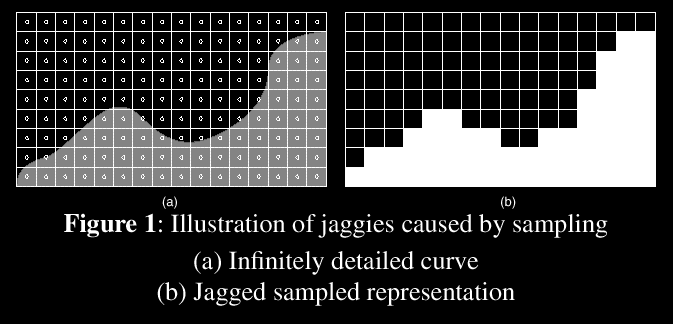 (a)
(b)
Figure 1: Illustration of jaggies caused by sampling
(a) Infinitely detailed curve
(b) Jagged sampled representation